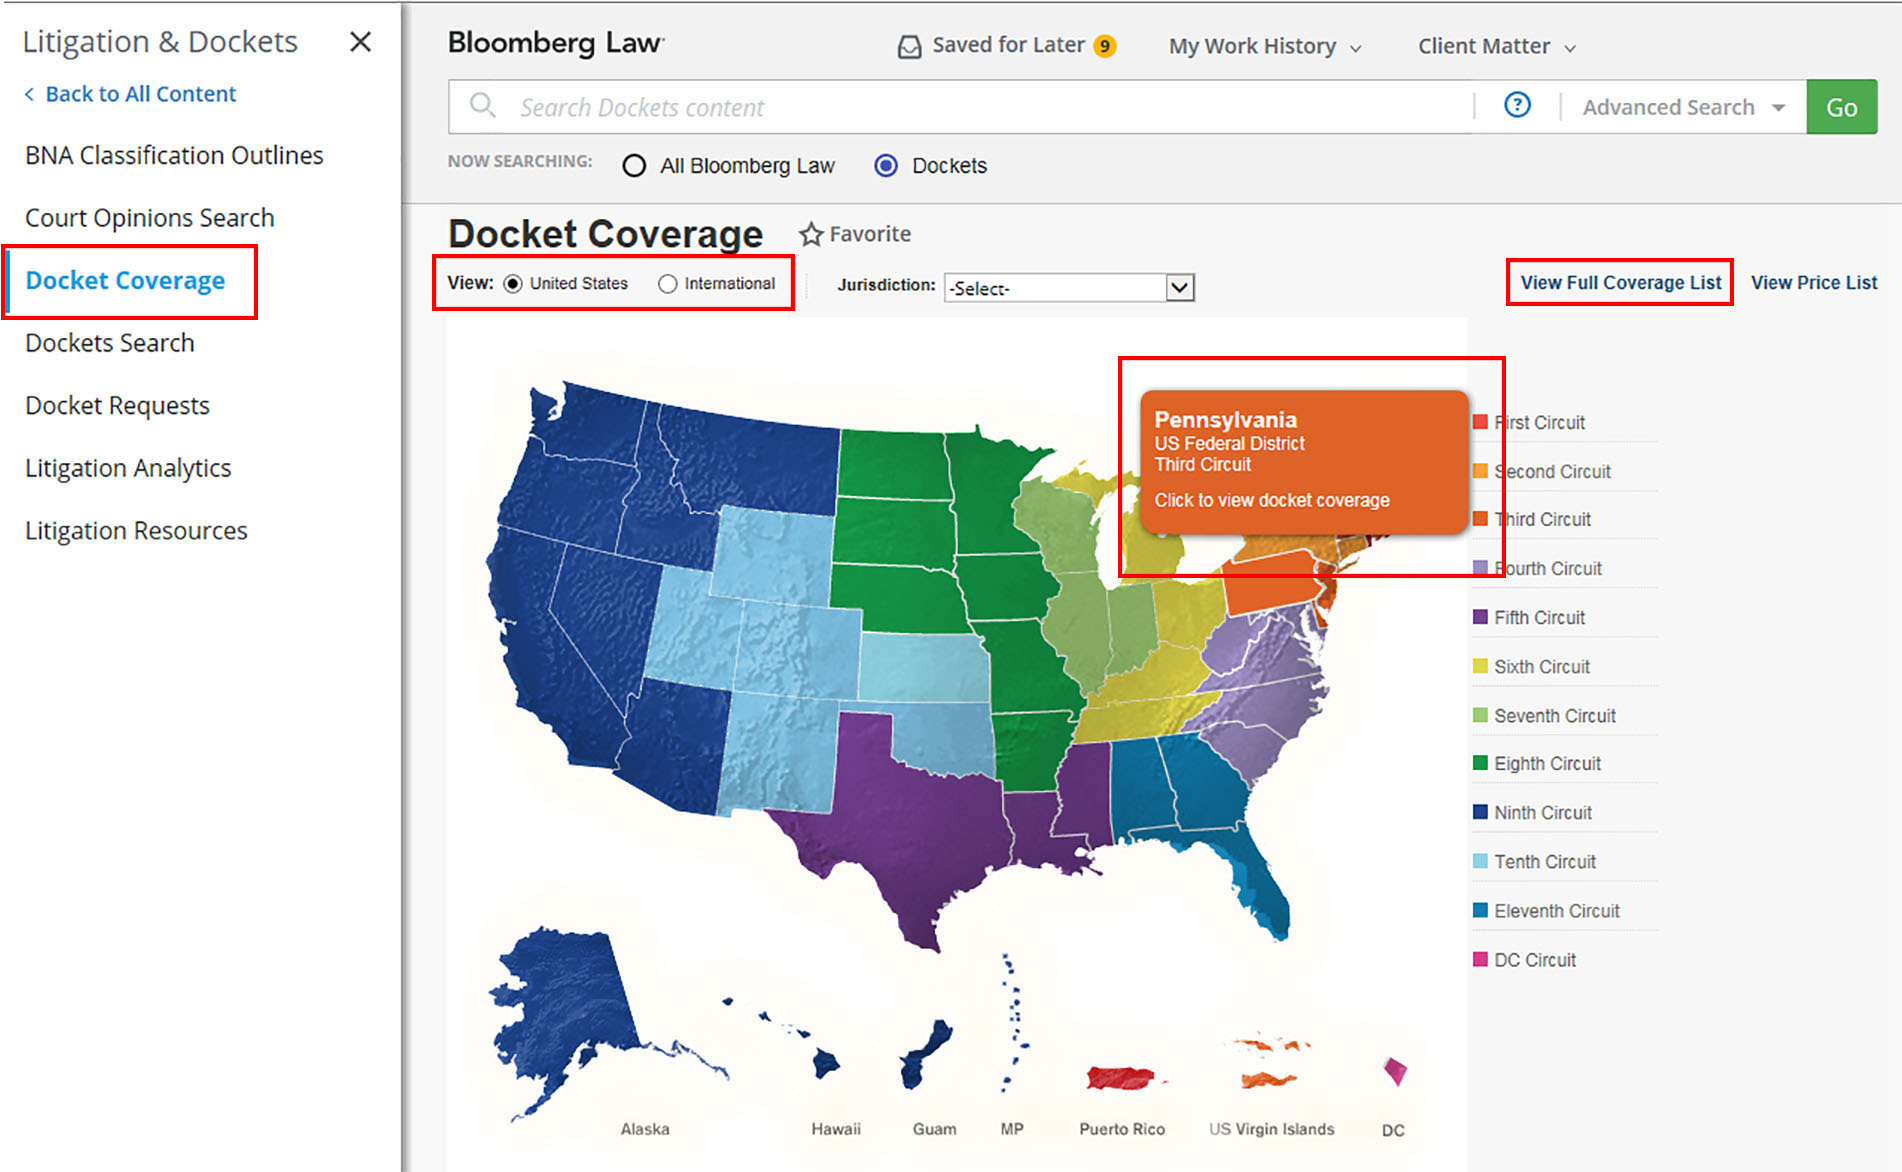 Litigation & Dockets
Back to All Content
BNA Classification Outlines
Court Opinions Search
Docket Coverage
Dockets Search
Docket Requests
Litigation Analytics
Litigation Resources
Bloomberg Law
Saved for Later 9
My Work History
Client Matter
Search Dockets content
?
Advanced Search
Go
NOW SEARCHING:
All Bloomberg Law
Dockets
Docket Coverage
Favorite
View:
United States
International
Jurisdiction:
-Select-
View Full Coverage List
View Price List
Pennsylvania
US Federal District
Third Circuit
Click to view docket coverage
First Circuit
Second Circuit
Third Circuit
Fourth Circuit
Fifth Circuit
Sixth Circuit
Seventh Circuit
Eighth Circuit
Ninth Circuit
Tenth Circuit
Eleventh Circuit
DC Circuit
Alaska
Hawaii
Guam
MP
Puerto Rico
US Virgin Islands
DC